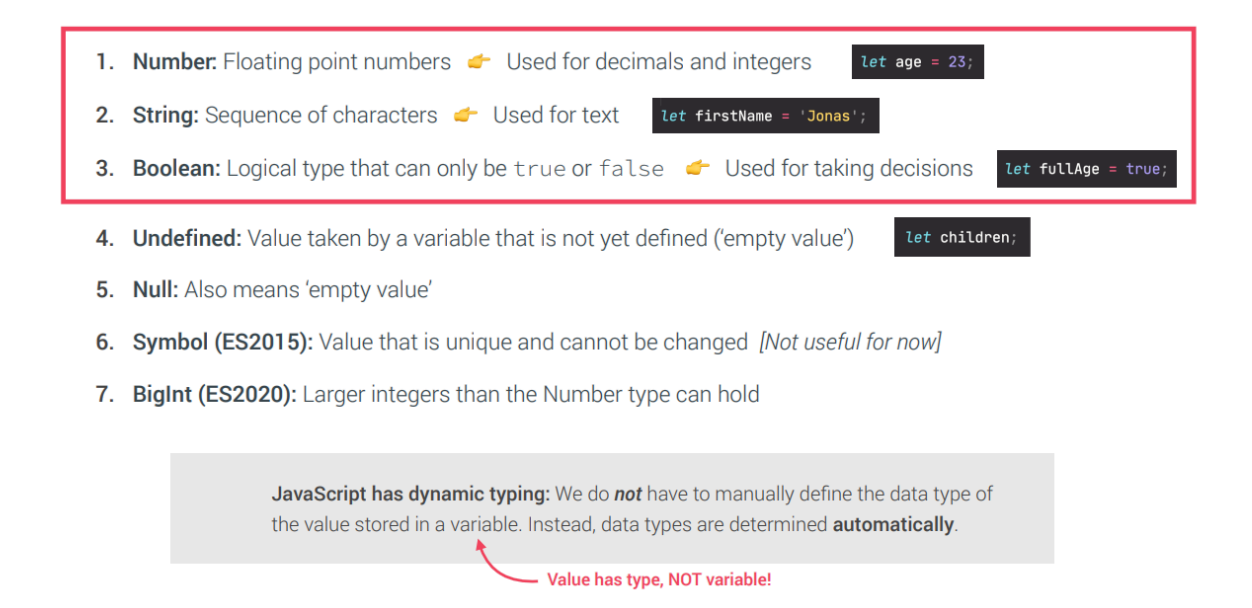 1. Number: Floating point numbers 👉 Used for decimals and integers let age = 23;
2. String: Sequence of characters 👉 Used for text let firstName = 'Jonas';
3. Boolean: Logical type that can only be true or false 👉 Used for taking decisions let fullAge = true;
4. Undefined: Value taken by a variable that is not yet defined (‘empty value’) let children;
5. Null: Also means ‘empty value’
6. Symbol (ES2015): Value that is unique and cannot be changed [Not useful for now]
7. BigInt (ES2020): Larger integers than the Number type can hold
JavaScript has dynamic typing: We do not have to manually define the data type of
the value stored in a variable. Instead, data types are determined automatically.
Value has type, NOT variable!